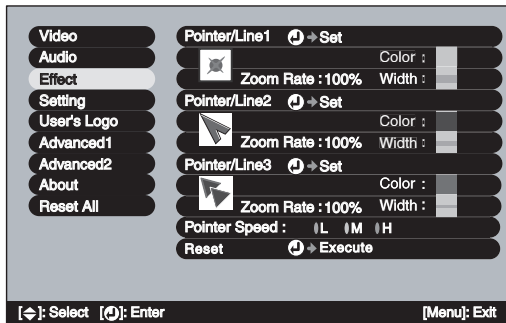 Video
Audio
Effect
Setting
User's Logo
Advanced1
Advanced2
About
Reset All
Pointer/Line1 Set
Color :
Zoom Rate : 100% Width :
Pointer/Line2 Set
Color :
Zoom Rate : 100% Width :
Pointer/Line3 Set
Color :
Zoom Rate : 100% Width :
Pointer Speed : L M H
Reset Execute
[ ]: Select [ ]: Enter [Menu]: Exit